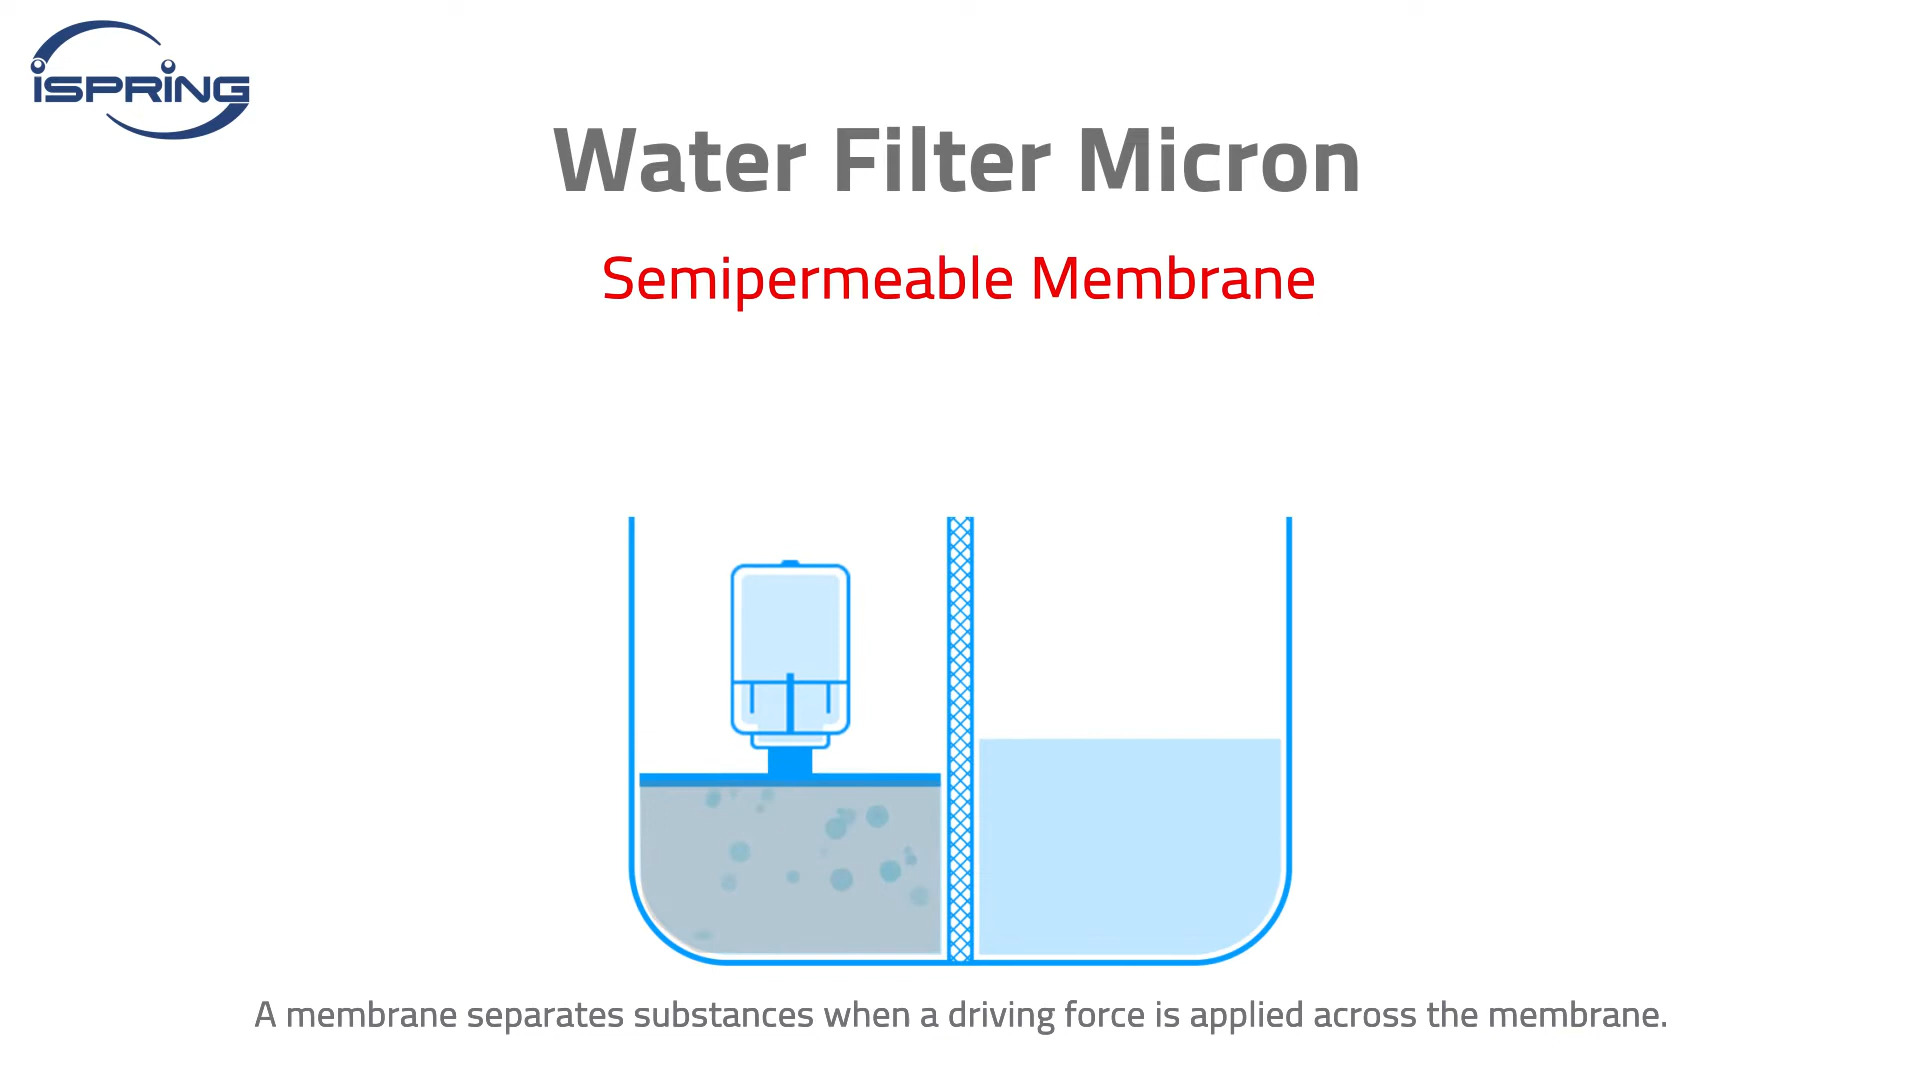 iSPRiNG
Water Filter Micron
Semipermeable Membrane
A membrane separates substances when a driving force is applied across the membrane.